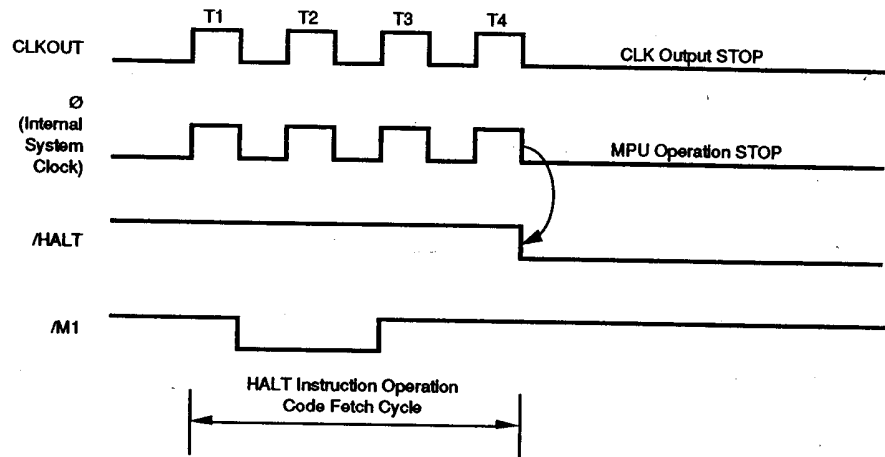 T1 T2 T3 T4
CLKOUT
CLK Output STOP
Ø
(Internal
System
Clock)
MPU Operation STOP
/HALT
/M1
HALT Instruction Operation
Code Fetch Cycle